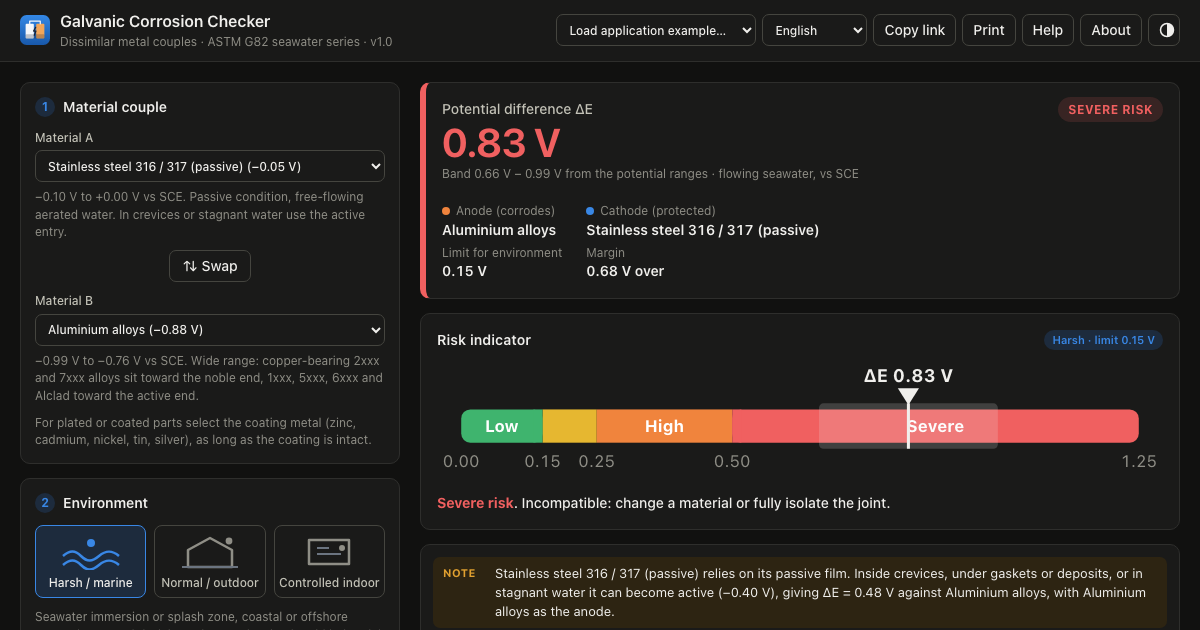 Galvanic Corrosion Checker
Dissimilar metal couples · ASTM G82 seawater series · v1.0
Load application example...
English
Copy link
Print
Help
About
1 Material couple
Material A
Stainless steel 316 / 317 (passive) (−0.05 V)
−0.10 V to +0.00 V vs SCE. Passive condition, free-flowing
aerated water. In crevices or stagnant water use the active
entry.
⇅ Swap
Material B
Aluminium alloys (−0.88 V)
−0.99 V to −0.76 V vs SCE. Wide range: copper-bearing 2xxx
and 7xxx alloys sit toward the noble end, 1xxx, 5xxx, 6xxx and
Alclad toward the active end.
For plated or coated parts select the coating metal (zinc,
cadmium, nickel, tin, silver), as long as the coating is intact.
2 Environment
Harsh / marine
Normal / outdoor
Controlled indoor
Seawater immersion or splash zone, coastal or offshore
Potential difference ΔE
SEVERE RISK
0.83 V
Band 0.66 V – 0.99 V from the potential ranges · flowing seawater, vs SCE
Anode (corrodes)
Aluminium alloys
Cathode (protected)
Stainless steel 316 / 317 (passive)
Limit for environment
0.15 V
Margin
0.68 V over
Risk indicator
Harsh · limit 0.15 V
ΔE 0.83 V
Low
High
Severe
0.00
0.15
0.25
0.50
1.25
Severe risk. Incompatible: change a material or fully isolate the joint.
NOTE
Stainless steel 316 / 317 (passive) relies on its passive film. Inside crevices, under gaskets or deposits, or in
stagnant water it can become active (−0.40 V), giving ΔE = 0.48 V against Aluminium alloys, with Aluminium
alloys as the anode.